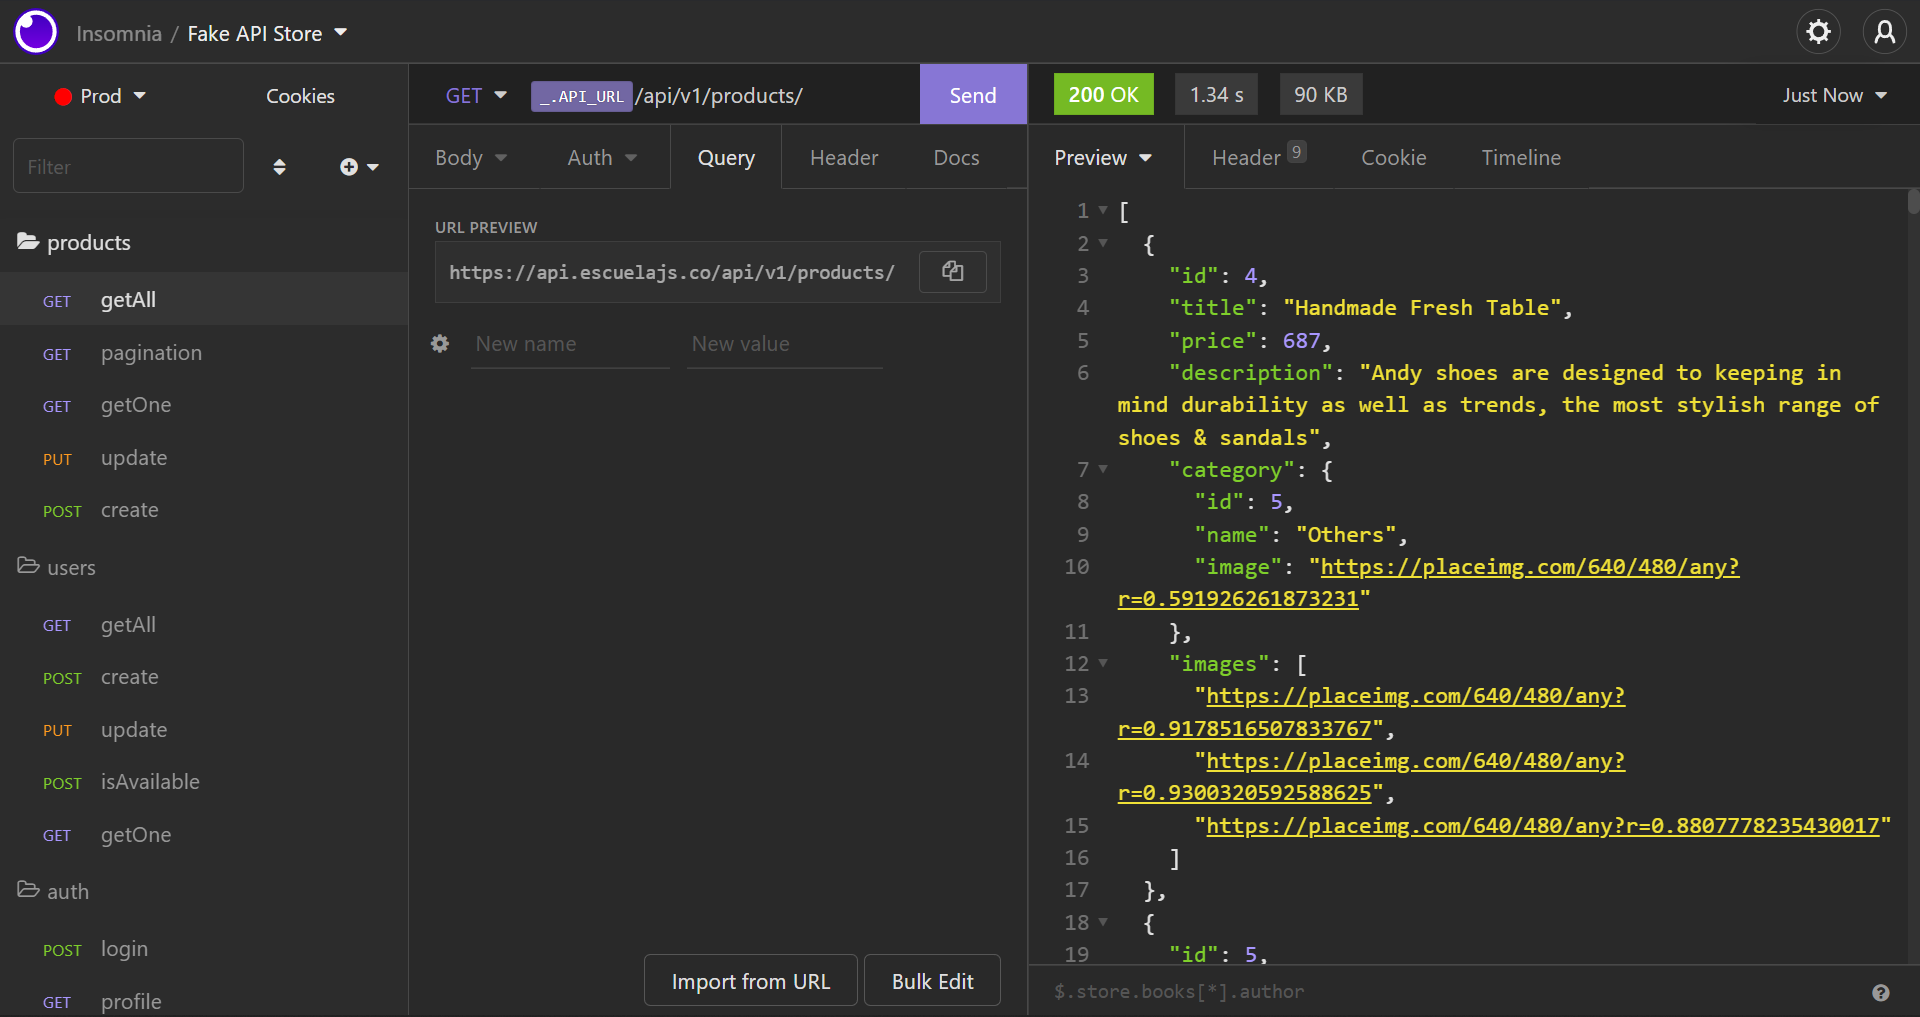 Insomnia / Fake API Store
Prod
Cookies
Filter
products
GET getAll
GET pagination
GET getOne
PUT update
POST create
users
GET getAll
POST create
PUT update
POST isAvailable
GET getOne
auth
POST login
GET profile
GET _.API_URL /api/v1/products/
Send
Body Auth Query Header Docs
URL PREVIEW
https://api.escuelajs.co/api/v1/products/
New name New value
Import from URL Bulk Edit
200 OK 1.34 s 90 KB Just Now
Preview Header 9 Cookie Timeline
1 [
2 {
3 "id": 4,
4 "title": "Handmade Fresh Table",
5 "price": 687,
6 "description": "Andy shoes are designed to keeping in
mind durability as well as trends, the most stylish range of
shoes & sandals",
7 "category": {
8 "id": 5,
9 "name": "Others",
10 "image": "https://placeimg.com/640/480/any?
r=0.591926261873231"
11 },
12 "images": [
13 "https://placeimg.com/640/480/any?
r=0.9178516507833767",
14 "https://placeimg.com/640/480/any?
r=0.9300320592588625",
15 "https://placeimg.com/640/480/any?r=0.8807778235430017"
16 ]
17 },
18 {
19 "id": 5,
$.store.books[*].author